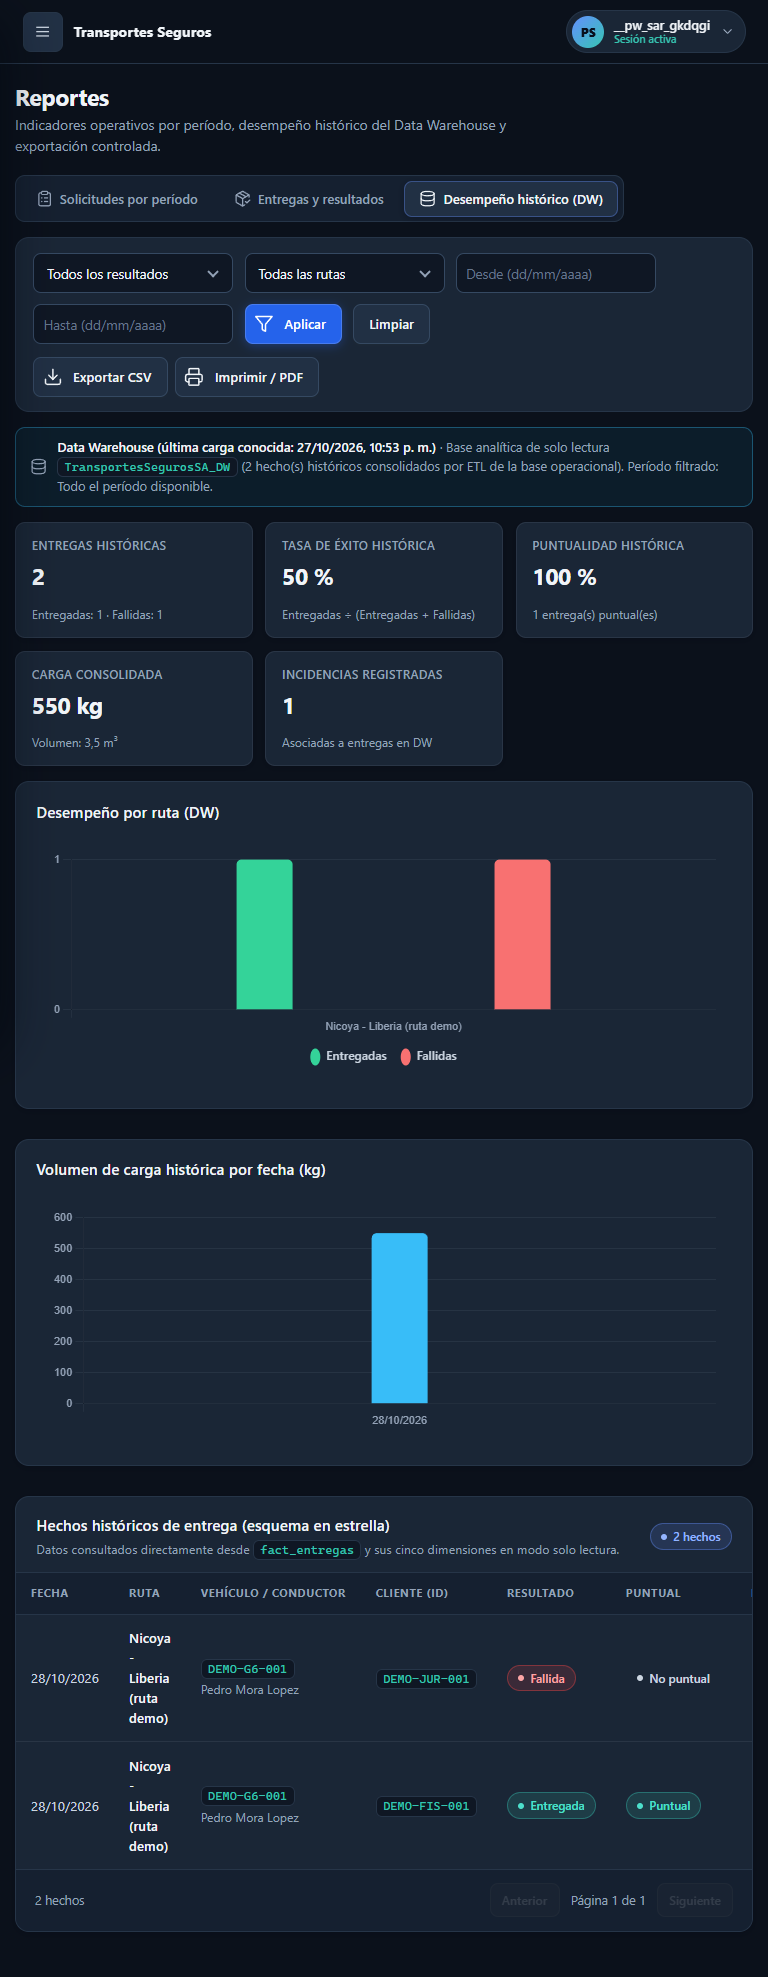 Transportes Seguros
PS
__pw_sar_gkdqgi
Sesión activa
Reportes
Indicadores operativos por período, desempeño histórico del Data Warehouse y
exportación controlada.
Solicitudes por período
Entregas y resultados
Desempeño histórico (DW)
Todos los resultados
Todas las rutas
Desde (dd/mm/aaaa)
Hasta (dd/mm/aaaa)
Aplicar
Limpiar
Exportar CSV
Imprimir / PDF
Data Warehouse (última carga conocida: 27/10/2026, 10:53 p. m.) · Base analítica de solo lectura
TransportesSegurosSA_DW (2 hecho(s) históricos consolidados por ETL de la base operacional). Período filtrado:
Todo el período disponible.
ENTREGAS HISTÓRICAS
2
Entregadas: 1 · Fallidas: 1
TASA DE ÉXITO HISTÓRICA
50 %
Entregadas ÷ (Entregadas + Fallidas)
PUNTUALIDAD HISTÓRICA
100 %
1 entrega(s) puntual(es)
CARGA CONSOLIDADA
550 kg
Volumen: 3,5 m³
INCIDENCIAS REGISTRADAS
1
Asociadas a entregas en DW
Desempeño por ruta (DW)
1
0
Nicoya - Liberia (ruta demo)
Entregadas
Fallidas
Volumen de carga histórica por fecha (kg)
600
500
400
300
200
100
0
28/10/2026
Hechos históricos de entrega (esquema en estrella)
Datos consultados directamente desde fact_entregas y sus cinco dimensiones en modo solo lectura.
2 hechos
FECHA
RUTA
VEHÍCULO / CONDUCTOR
CLIENTE (ID)
RESULTADO
PUNTUAL
28/10/2026
Nicoya
-
Liberia
(ruta
demo)
DEMO-G6-001
Pedro Mora Lopez
DEMO-JUR-001
Fallida
No puntual
28/10/2026
Nicoya
-
Liberia
(ruta
demo)
DEMO-G6-001
Pedro Mora Lopez
DEMO-FIS-001
Entregada
Puntual
2 hechos
Anterior
Página 1 de 1
Siguiente